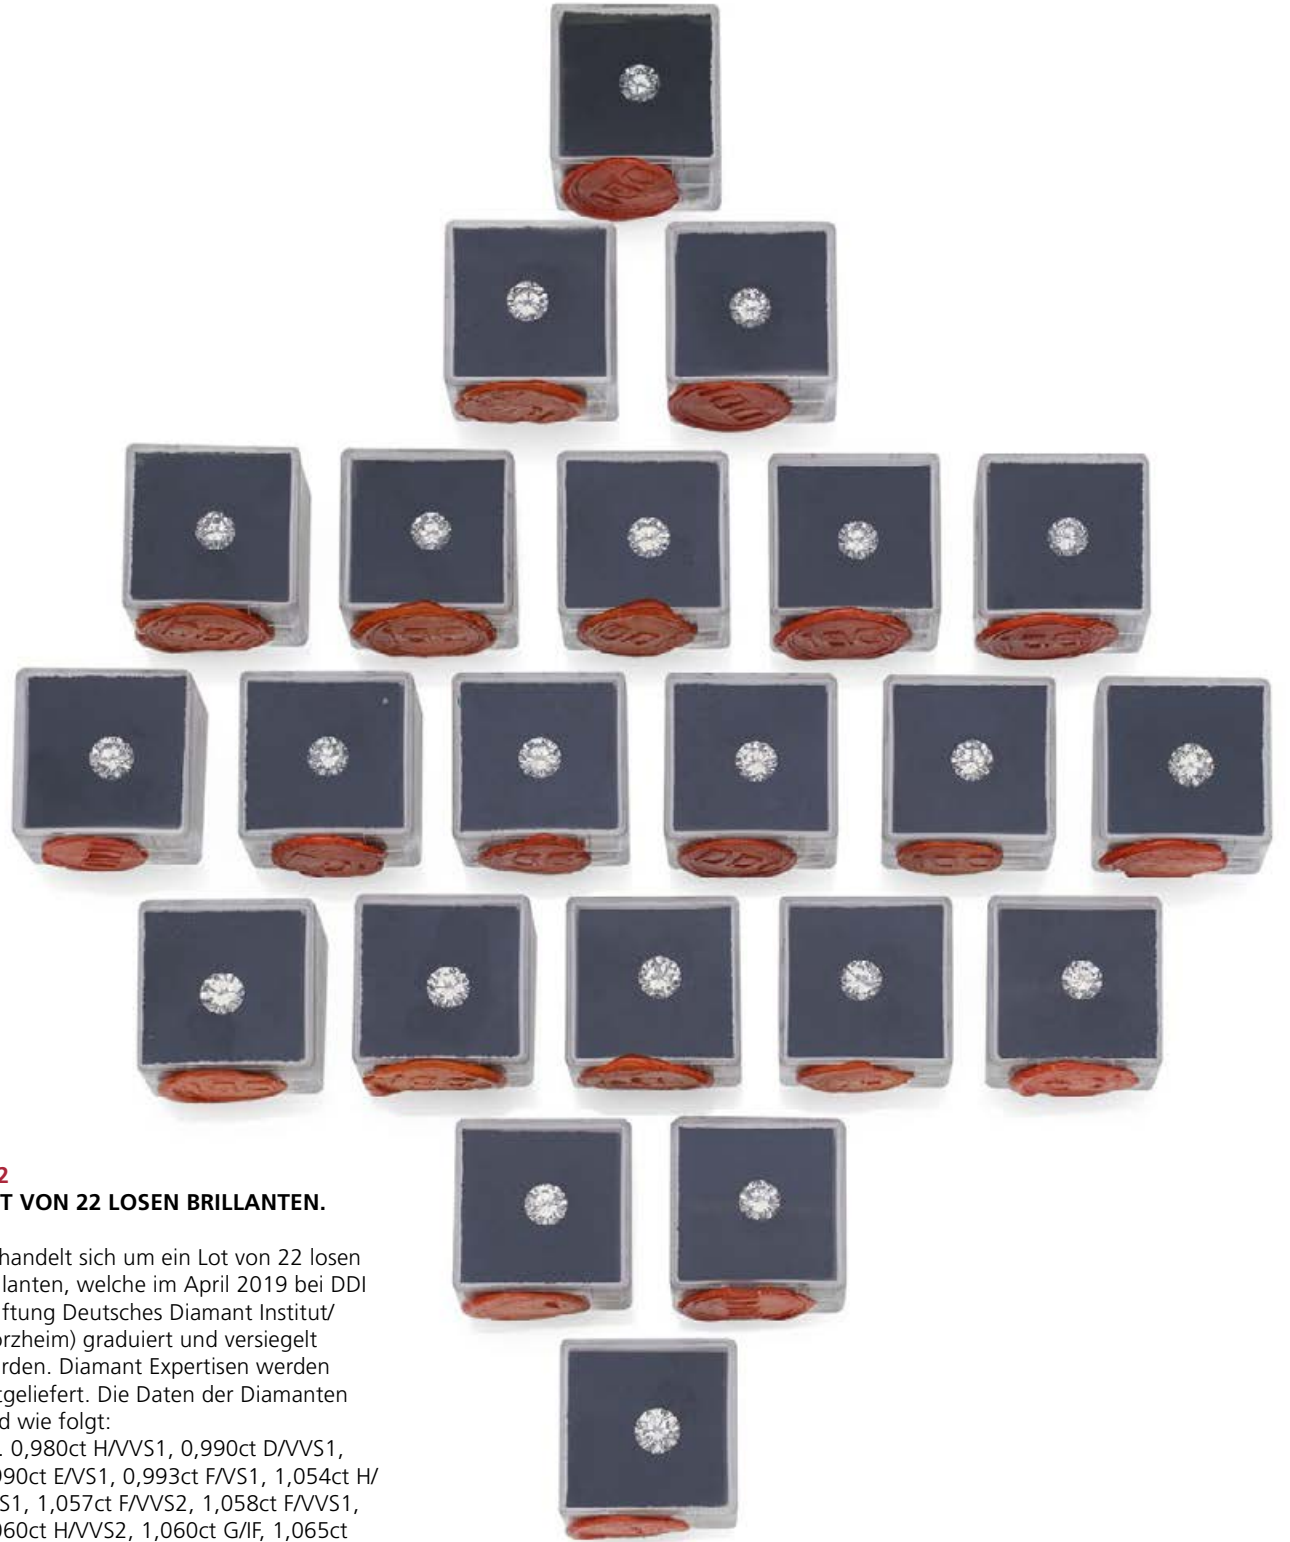 2
T VON 22 LOSEN BRILLANTEN.
handelt sich um ein Lot von 22 losen
lanten, welche im April 2019 bei DDI
ftung Deutsches Diamant Institut/
orzheim) graduiert und versiegelt
rden. Diamant Expertisen werden
tgeliefert. Die Daten der Diamanten
d wie folgt:
. 0,980ct H/VVS1, 0,990ct D/VVS1,
90ct E/VS1, 0,993ct F/VS1, 1,054ct H/
S1, 1,057ct F/VVS2, 1,058ct F/VVS1,
060ct H/VVS2, 1,060ct G/IF, 1,065ct